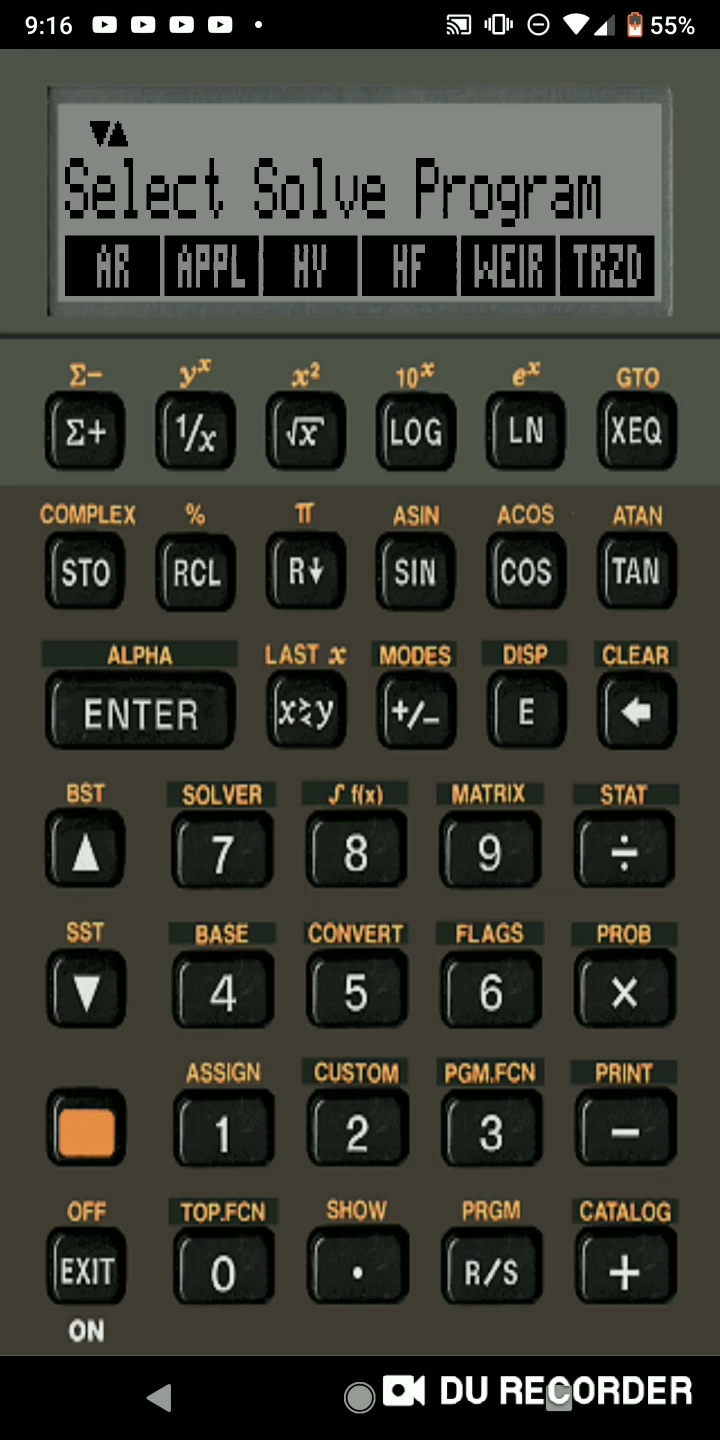 9:16 55%
Select Solve Program
AR APPL HV HF WEIR TRZD
Σ− yˣ x² 10ˣ eˣ GTO
Σ+ 1/x √x LOG LN XEQ
COMPLEX % π ASIN ACOS ATAN
STO RCL R↓ SIN COS TAN
ALPHA LAST x MODES DISP CLEAR
ENTER x≷y +/− E ←
BST SOLVER ∫f(x) MATRIX STAT
▲ 7 8 9 ÷
SST BASE CONVERT FLAGS PROB
▼ 4 5 6 ×
ASSIGN CUSTOM PGM.FCN PRINT
1 2 3 −
OFF TOP.FCN SHOW PRGM CATALOG
EXIT 0 . R/S +
ON
DU RECORDER